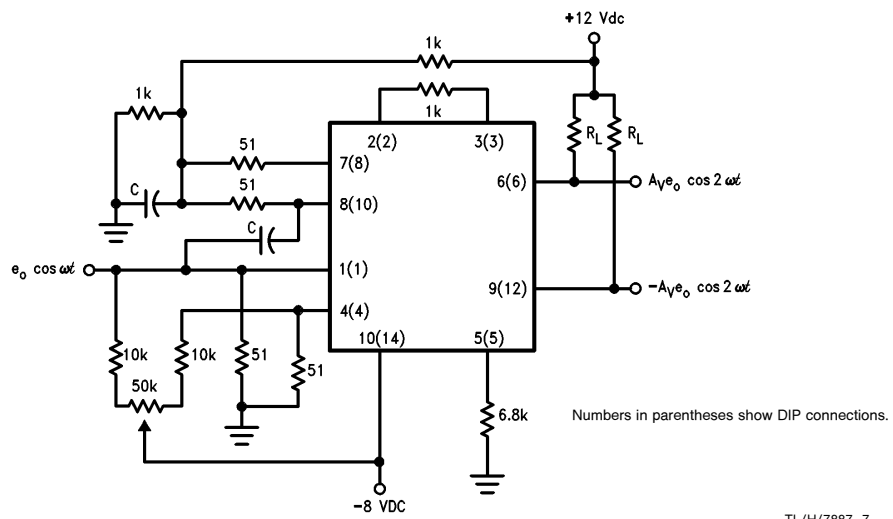 +12 Vdc
1k
1k
1k
2(2)
3(3)
R_L
R_L
51
7(8)
6(6)
A_V e_o cos 2 ωt
C
51
8(10)
C
e_o cos ωt
1(1)
9(12)
-A_V e_o cos 2 ωt
4(4)
10(14)
5(5)
10k
10k
51
51
50k
6.8k
Numbers in parentheses show DIP connections.
-8 VDC
TL/H/7887-7